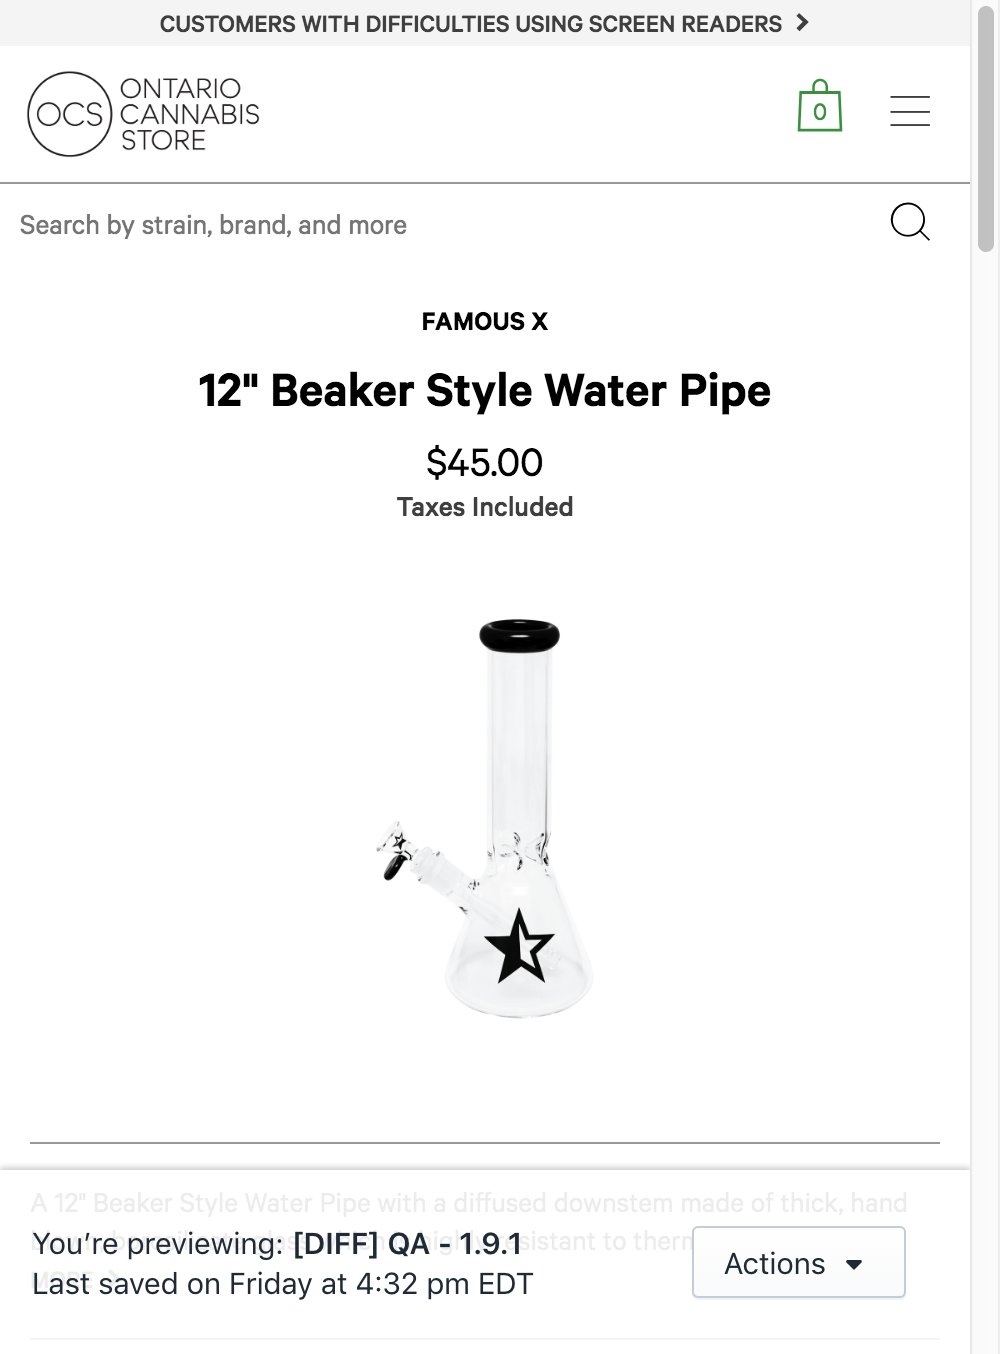 CUSTOMERS WITH DIFFICULTIES USING SCREEN READERS
OCS
ONTARIO
CANNABIS
STORE
0
Search by strain, brand, and more
FAMOUS X
12" Beaker Style Water Pipe
$45.00
Taxes Included
A 12" Beaker Style Water Pipe with a diffused downstem made of thick, hand
resistant to
MORE
You're previewing: [DIFF] QA - 1.9.1
Last saved on Friday at 4:32 pm EDT
Actions